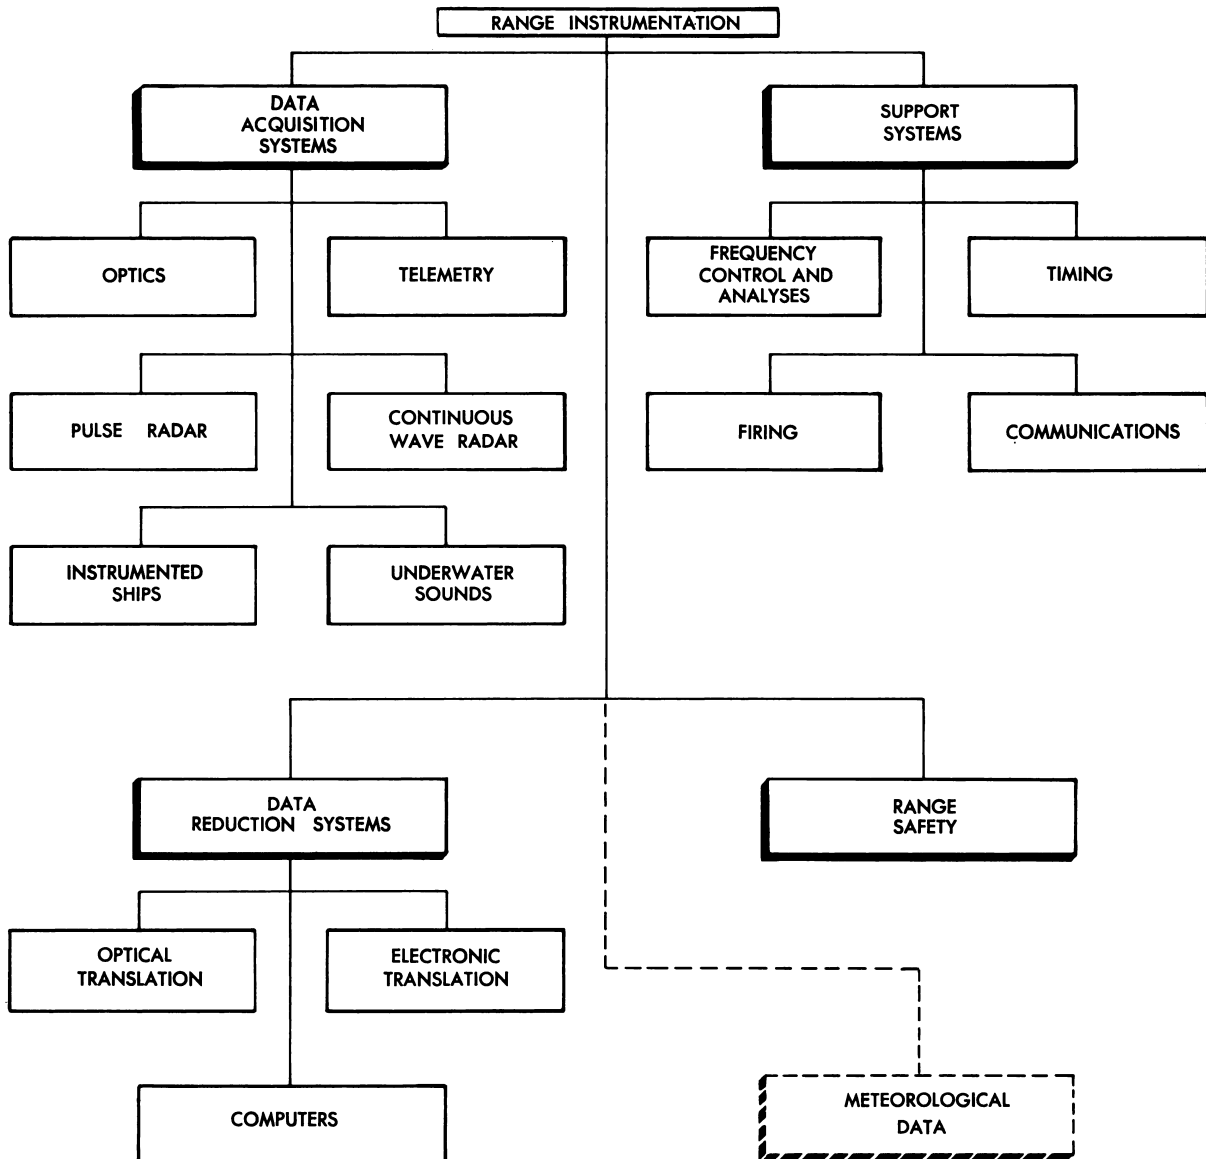 RANGE INSTRUMENTATION
DATA
ACQUISITION
SYSTEMS
SUPPORT
SYSTEMS
OPTICS
TELEMETRY
FREQUENCY
CONTROL AND
ANALYSES
TIMING
PULSE RADAR
CONTINUOUS
WAVE RADAR
FIRING
COMMUNICATIONS
INSTRUMENTED
SHIPS
UNDERWATER
SOUNDS
DATA
REDUCTION SYSTEMS
RANGE
SAFETY
OPTICAL
TRANSLATION
ELECTRONIC
TRANSLATION
COMPUTERS
METEOROLOGICAL
DATA